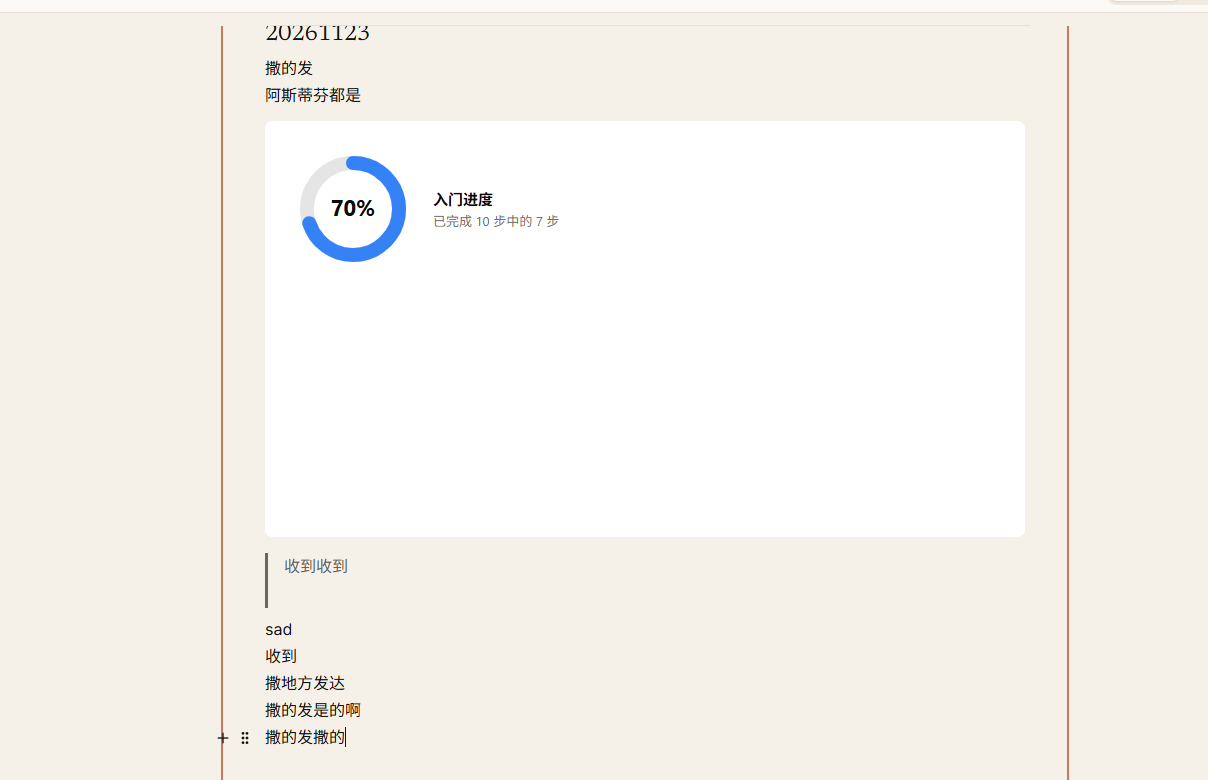 20261123
撒的发
阿斯蒂芬都是
70%
入门进度
已完成 10 步中的 7 步
收到收到
sad
收到
撒地方发达
撒的发是的啊
撒的发撒的